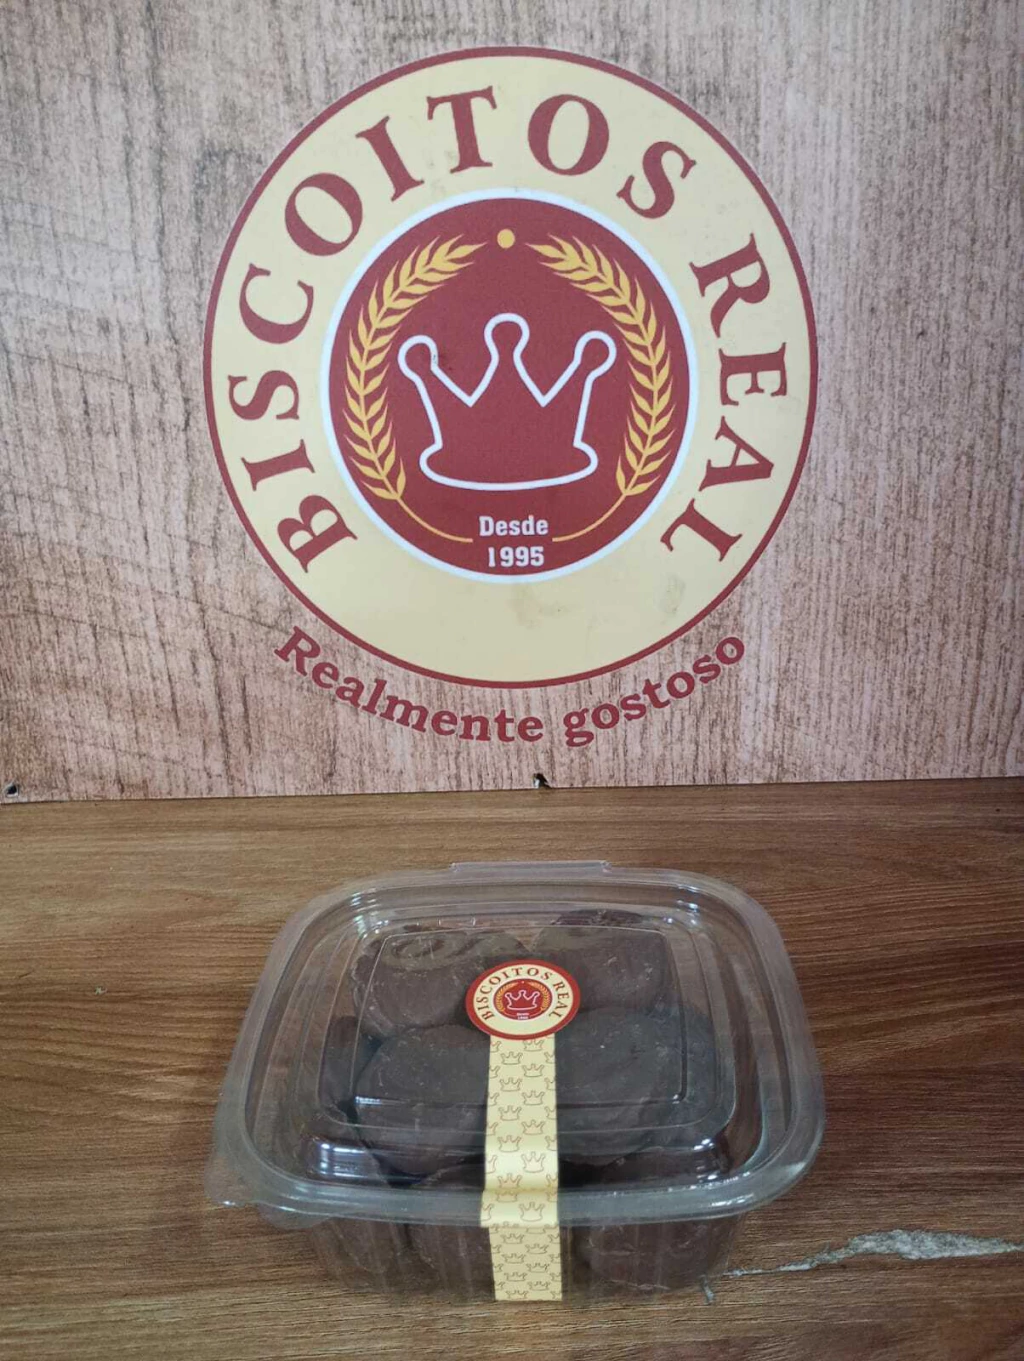 BISCOITOS REAL
Desde
1995
Realmente gostoso
BISCOITOS REAL